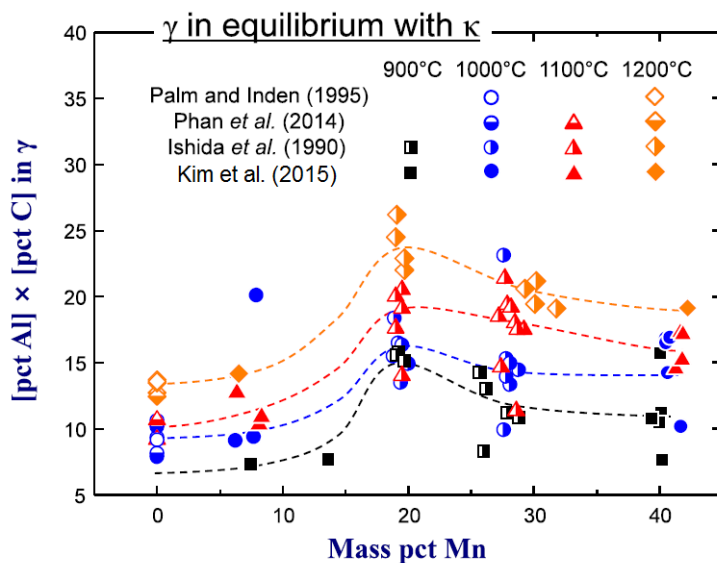 γ in equilibrium with κ
900°C 1000°C 1100°C 1200°C
Palm and Inden (1995)
Phan et al. (2014)
Ishida et al. (1990)
Kim et al. (2015)
[pct Al] × [pct C] in γ
40
35
30
25
20
15
10
5
0 10 20 30 40
Mass pct Mn